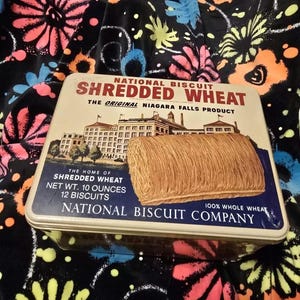 NATIONAL BISCUIT
SHREDDED WHEAT
THE ORIGINAL NIAGARA FALLS PRODUCT
THE HOME OF
SHREDDED WHEAT
NET WT. 10 OUNCES
12 BISCUITS
100% WHOLE WHEAT
NATIONAL BISCUIT COMPANY